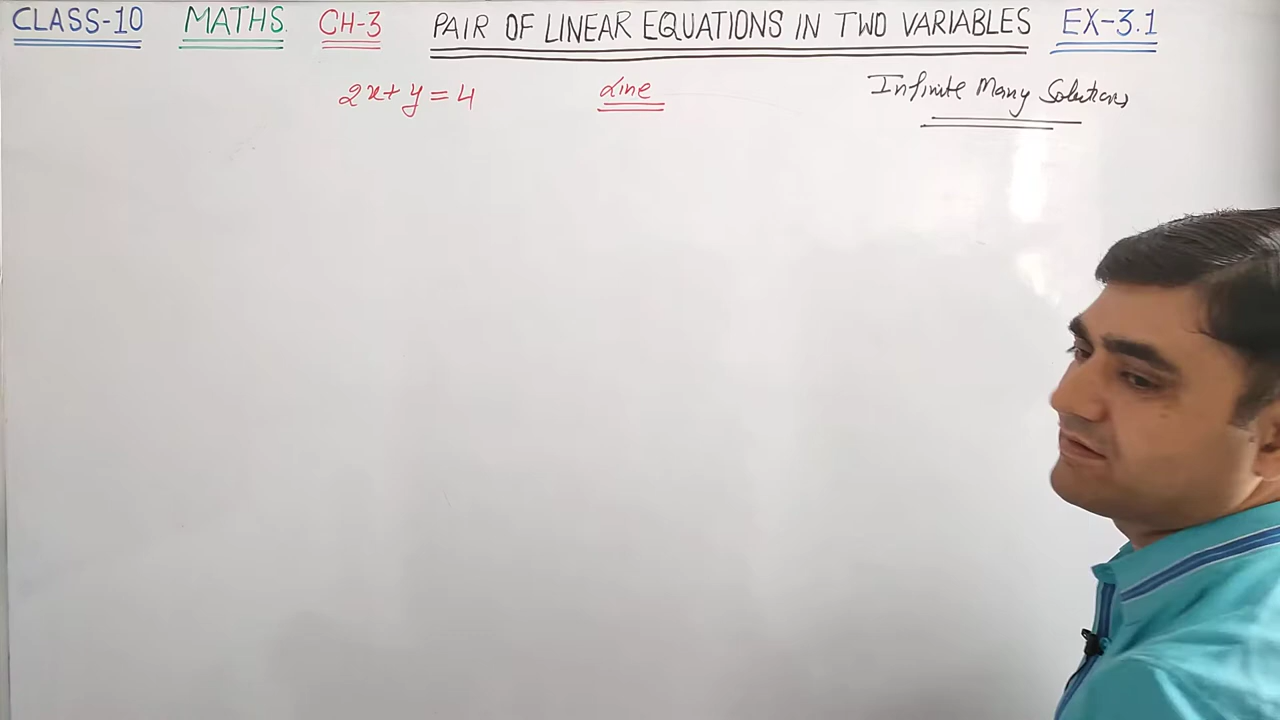 CLASS-10 MATHS. CH-3 PAIR OF LINEAR EQUATIONS IN TWO VARIABLES EX-3.1
2x+y=4 Line Infinite Many Solutions